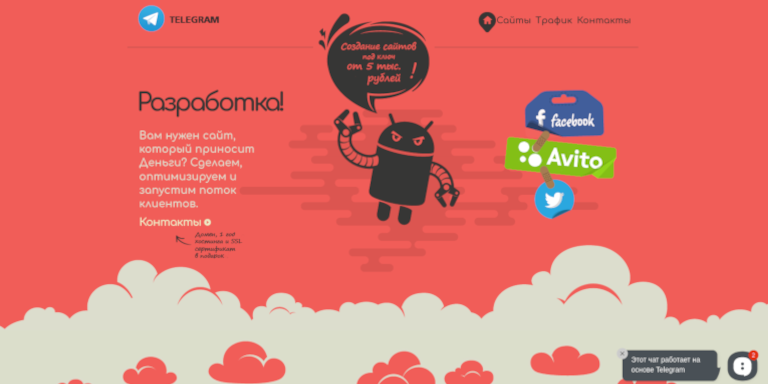 TELEGRAM
Сайты Трафик Контакты
Создание сайтов
под ключ
от 5 тыс.
рублей !
Разработка!
Вам нужен сайт,
который приносит
Деньги? Сделаем,
оптимизируем и
запустим поток
клиентов.
Контакты
Домен, 1 год
хостинга и SSL
сертификат
в подарок
facebook
Avito
Этот чат работает на
основе Telegram
2